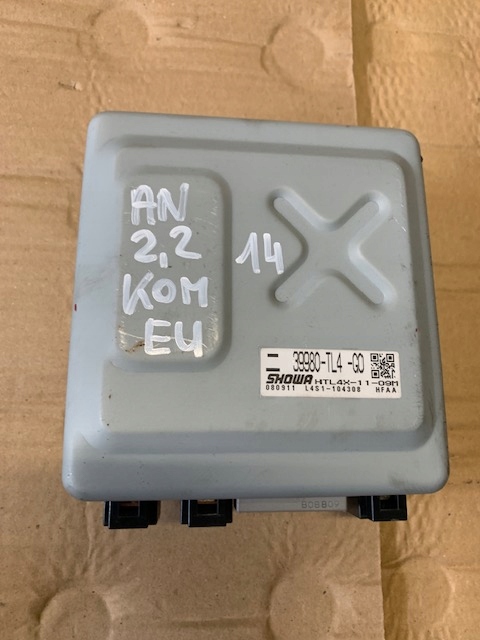 AN
2,2
KOM
EU
14
39980-TL4 -G0
SHOWA HTL4X-11-09M
080911 L4S1-104308 HFAA